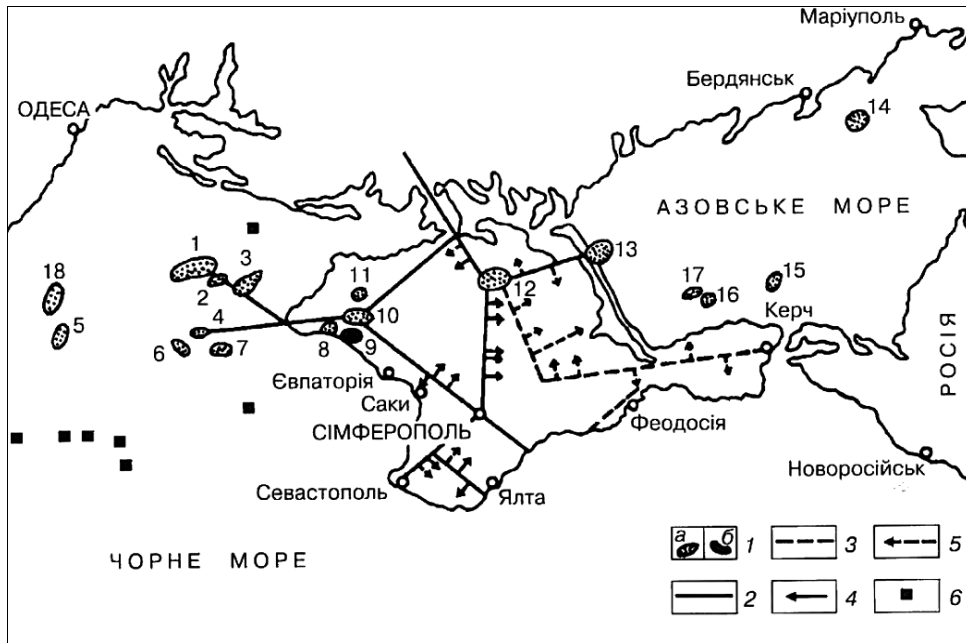 Маріуполь
Бердянськ
ОДЕСА
14
АЗОВСЬКЕ МОРЕ
1
3
2
18
11
13
12
17
16
15
4
10
5
6
7
8
9
Керч
РОСІЯ
Євпаторія
Саки
СІМФЕРОПОЛЬ
Феодосія
Новоросійськ
Севастополь
Ялта
ЧОРНЕ МОРЕ
а б 1 3 5
2 4 6